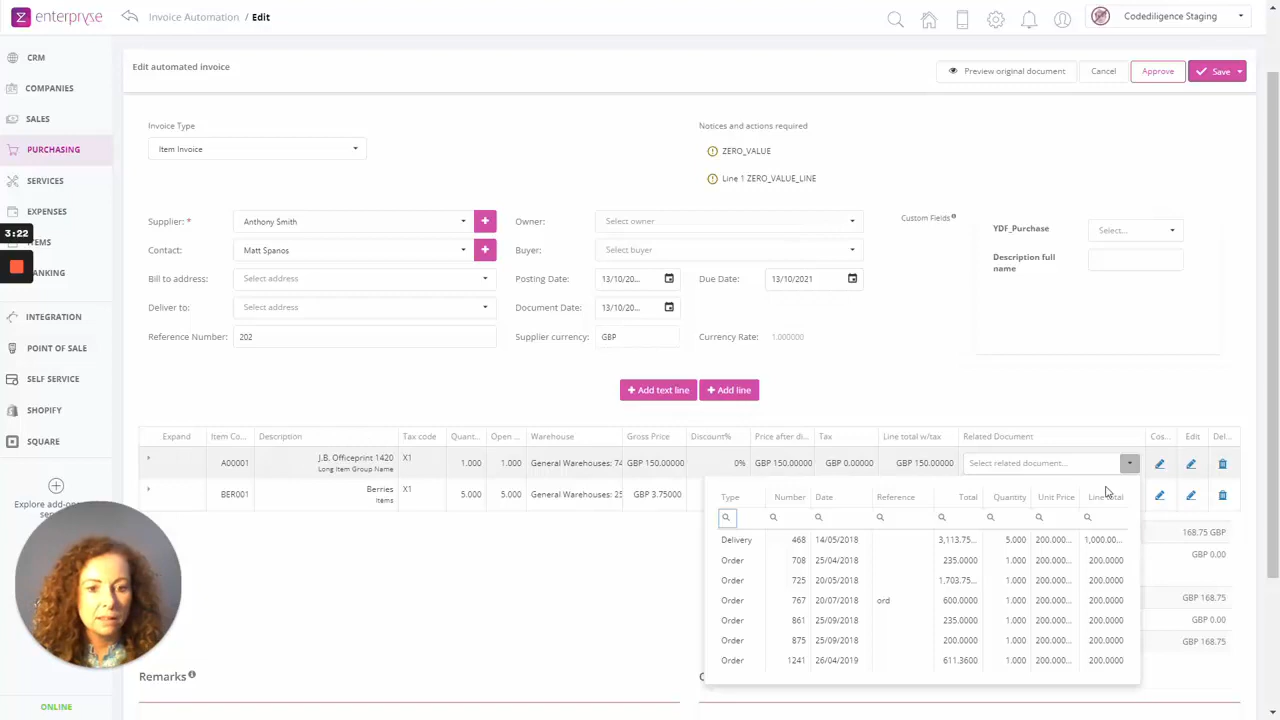 enterpryse
Invoice Automation / Edit
Codediligence Staging
CRM
COMPANIES
SALES
PURCHASING
SERVICES
EXPENSES
3:22
INTEGRATION
POINT OF SALE
SELF SERVICE
SHOPIFY
SQUARE
Explore add-on
ONLINE
Edit automated invoice
Preview original document
Cancel
Approve
Save
Invoice Type
Item Invoice
Notices and actions required
ZERO_VALUE
Line 1 ZERO_VALUE_LINE
Supplier: * Anthony Smith
Contact: Matt Spanos
Bill to address: Select address
Deliver to: Select address
Reference Number: 202
Owner: Select owner
Buyer: Select buyer
Posting Date: 13/10/20... Due Date: 13/10/2021
Document Date: 13/10/20...
Supplier currency: GBP Currency Rate: 1.000000
Custom Fields
YDF_Purchase Select...
Description full
name
+ Add text line + Add line
Expand Item Co... Description Tax code Quant... Open ... Warehouse Gross Price Discount% Price after di... Tax Line total w/tax Related Document Cos... Edit Del...
A00001 J.B. Officeprint 1420 X1 1.000 1.000 General Warehouses: 74 GBP 150.00000 0% GBP 150.00000 GBP 0.00000 GBP 150.00000 Select related document...
Long Item Group Name
BER001 Berries X1 5.000 5.000 General Warehouses: 25 GBP 3.75000
Items
Type Number Date Reference Total Quantity Unit Price Line total
Delivery 468 14/05/2018 3,113.75... 5.000 200.000... 1,000.00...
Order 708 25/04/2018 235.0000 1.000 200.000... 200.0000
Order 725 20/05/2018 1,703.75... 1.000 200.000... 200.0000
Order 767 20/07/2018 ord 600.0000 1.000 200.000... 200.0000
Order 861 25/09/2018 235.0000 1.000 200.000... 200.0000
Order 875 25/09/2018 200.0000 1.000 200.000... 200.0000
Order 1241 26/04/2019 611.3600 1.000 200.000... 200.0000
168.75 GBP
GBP 0.00
GBP 168.75
GBP 0.00
GBP 168.75
Remarks